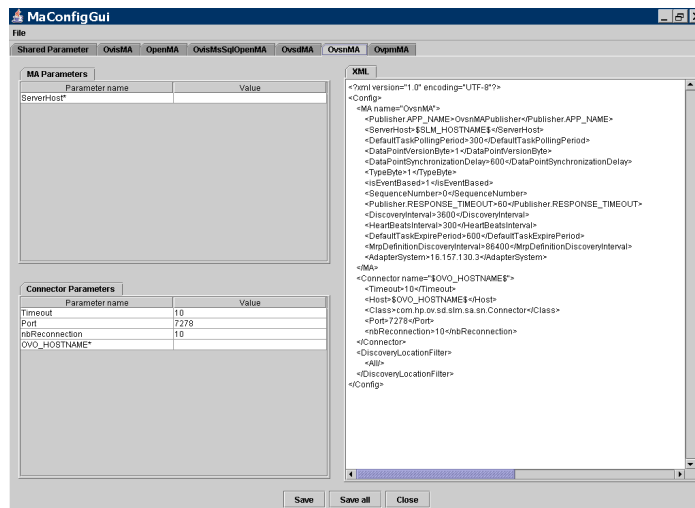 MaConfigGui
File
Shared Parameter OvisMA OpenMA OvisMsSqlOpenMA OvsdMA OvsnMA OvpmMA
MA Parameters
Parameter name Value
ServerHost*
Connector Parameters
Parameter name Value
Timeout 10
Port 7278
nbReconnection 10
OVO_HOSTNAME*
XML
<?xml version="1.0" encoding="UTF-8"?>
<Config>
<MA name="OvsnMA">
<Publisher.APP_NAME>OvsnMAPublisher</Publisher.APP_NAME>
<ServerHost>$SLM_HOSTNAME$</ServerHost>
<DefaultTaskPollingPeriod>300</DefaultTaskPollingPeriod>
<DataPointVersionByte>1</DataPointVersionByte>
<DataPointSynchronizationDelay>600</DataPointSynchronizationDelay>
<TypeByte>1</TypeByte>
<isEventBased>1</isEventBased>
<SequenceNumber>0</SequenceNumber>
<Publisher.RESPONSE_TIMEOUT>60</Publisher.RESPONSE_TIMEOUT>
<DiscoveryInterval>3600</DiscoveryInterval>
<HeartBeatsInterval>300</HeartBeatsInterval>
<DefaultTaskExpirePeriod>600</DefaultTaskExpirePeriod>
<MrpDefinitionDiscoveryInterval>86400</MrpDefinitionDiscoveryInterval>
<AdapterSystem>16.157.130.3</AdapterSystem>
</MA>
<Connector name="$OVO_HOSTNAME$">
<Timeout>10</Timeout>
<Host>$OVO_HOSTNAME$</Host>
<Class>com.hp.ov.sd.slm.sa.sn.Connector</Class>
<Port>7278</Port>
<nbReconnection>10</nbReconnection>
</Connector>
<DiscoveryLocationFilter>
<All/>
</DiscoveryLocationFilter>
</Config>
Save Save all Close